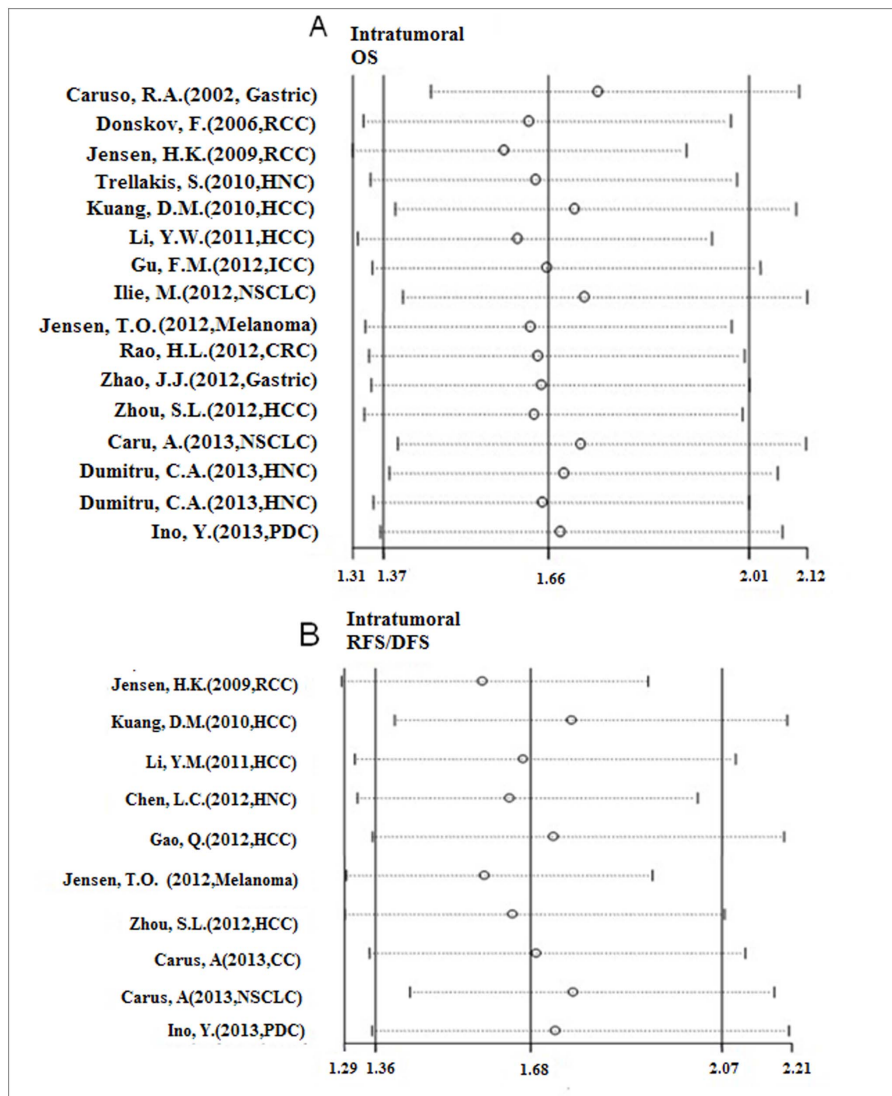 A
Intratumoral
OS
Caruso, R.A.(2002, Gastric)
Donskov, F.(2006,RCC)
Jensen, H.K.(2009,RCC)
Trellakis, S.(2010,HNC)
Kuang, D.M.(2010,HCC)
Li, Y.W.(2011,HCC)
Gu, F.M.(2012,ICC)
Ilie, M.(2012,NSCLC)
Jensen, T.O.(2012,Melanoma)
Rao, H.L.(2012,CRC)
Zhao, J.J.(2012,Gastric)
Zhou, S.L.(2012,HCC)
Caru, A.(2013,NSCLC)
Dumitru, C.A.(2013,HNC)
Dumitru, C.A.(2013,HNC)
Ino, Y.(2013,PDC)
1.31 1.37 1.66 2.01 2.12
B
Intratumoral
RFS/DFS
Jensen, H.K.(2009,RCC)
Kuang, D.M.(2010,HCC)
Li, Y.M.(2011,HCC)
Chen, L.C.(2012,HNC)
Gao, Q.(2012,HCC)
Jensen, T.O. (2012,Melanoma)
Zhou, S.L.(2012,HCC)
Carus, A(2013,CC)
Carus, A(2013,NSCLC)
Ino, Y.(2013,PDC)
1.29 1.36 1.68 2.07 2.21